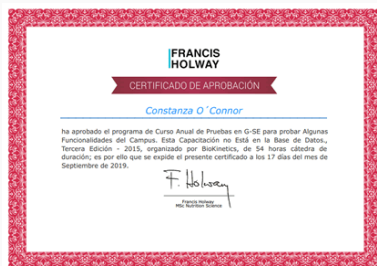 FRANCIS
HOLWAY
CERTIFICADO DE APROBACIÓN
Constanza O´Connor
ha aprobado el programa de Curso Anual de Pruebas en G-SE para probar Algunas
Funcionalidades del Campus. Esta Capacitación no Está en la Base de Datos.,
Tercera Edición - 2015, organizado por BioKinetics, de 54 horas cátedra de
duración; es por ello que se expide el presente certificado a los 17 días del mes de
Septiembre de 2019.
F. Holway
Francis Holway
MSc Nutrition Science